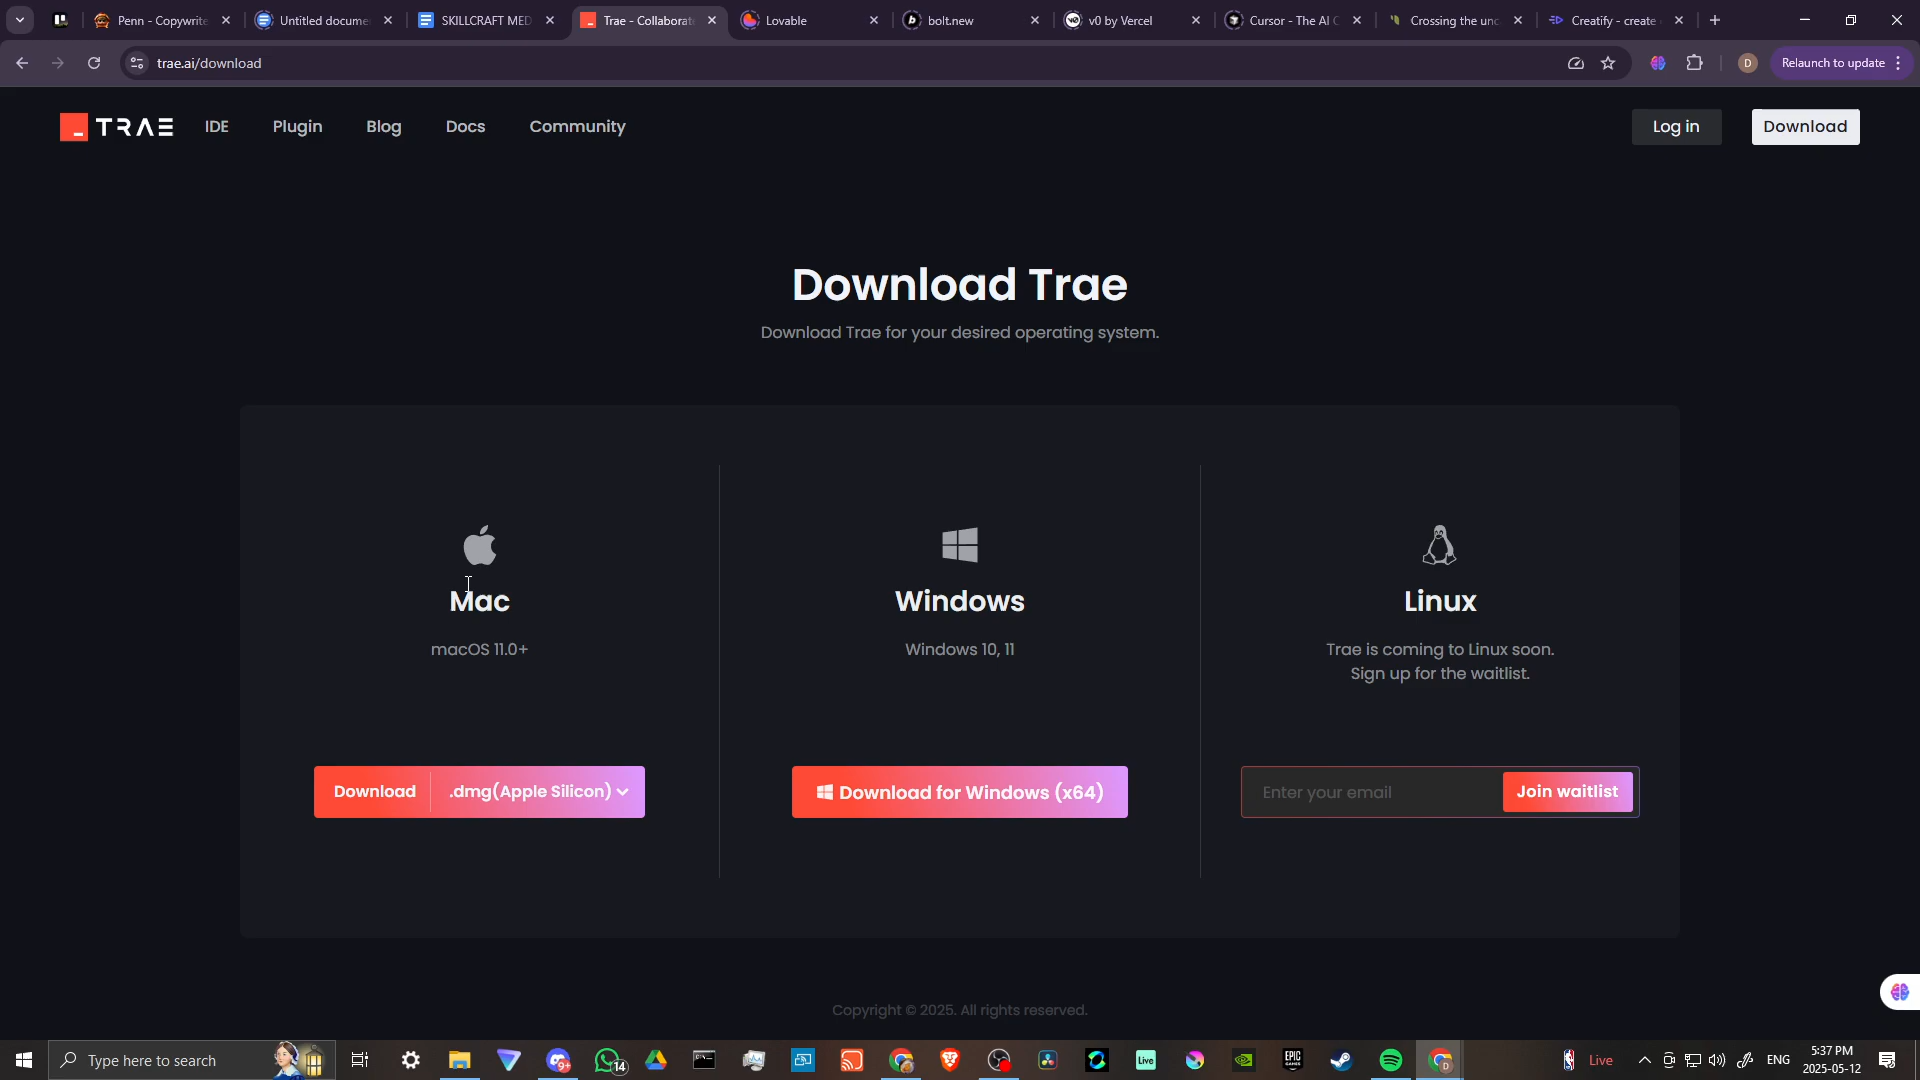 Penn - Copywrite
Untitled docume
SKILLCRAFT MED
Trae - Collaborat
Lovable
bolt.new
v0 by Vercel
Cursor - The AI C
Crossing the unc
Creatify - create
trae.ai/download
D
Relaunch to update
TRAE
IDE
Plugin
Blog
Docs
Community
Log in
Download
Download Trae
Download Trae for your desired operating system.
Mac
macOS 11.0+
Download
.dmg(Apple Silicon)
Windows
Windows 10, 11
Download for Windows (x64)
Linux
Trae is coming to Linux soon.
Sign up for the waitlist.
Enter your email
Join waitlist
Copyright © 2025. All rights reserved.
Type here to search
9+
14
Live
EPIC
GAMES
D
Live
ENG
5:37 PM
2025-05-12